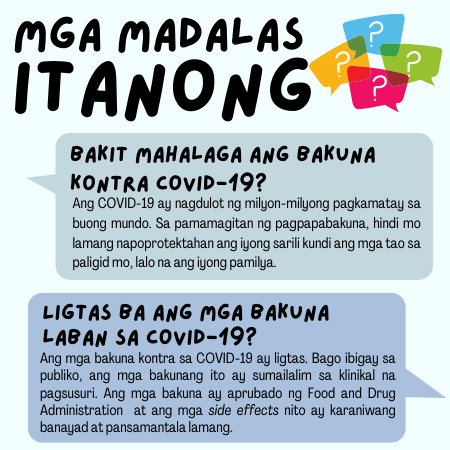 MGA MADALAS
ITANONG
? ? ? ?
BAKIT MAHALAGA ANG BAKUNA
KONTRA COVID-19?
Ang COVID-19 ay nagdulot ng milyon-milyong pagkamatay sa
buong mundo. Sa pamamagitan ng pagpapabakuna, hindi mo
lamang napoprotektahan ang iyong sarili kundi ang mga tao sa
paligid mo, lalo na ang iyong pamilya.
LIGTAS BA ANG MGA BAKUNA
LABAN SA COVID-19?
Ang mga bakuna kontra sa COVID-19 ay ligtas. Bago ibigay sa
publiko, ang mga bakunang ito ay sumailalim sa klinikal na
pagsusuri. Ang mga bakuna ay aprubado ng Food and Drug
Administration at ang mga side effects nito ay karaniwang
banayad at pansamantala lamang.